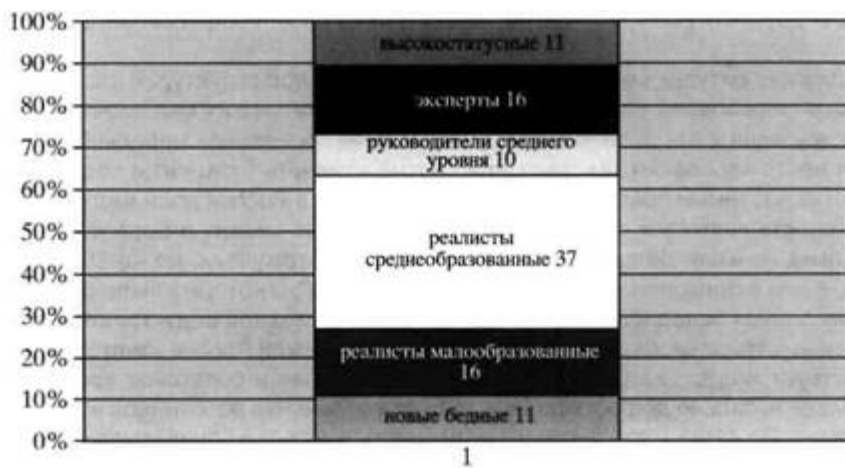 100%
90%
80%
70%
60%
50%
40%
30%
20%
10%
0%
высокостатусные 11
эксперты 16
руководители среднего
уровня 10
реалисты
среднеобразованные 37
реалисты малообразованные
16
новые бедные 11
1